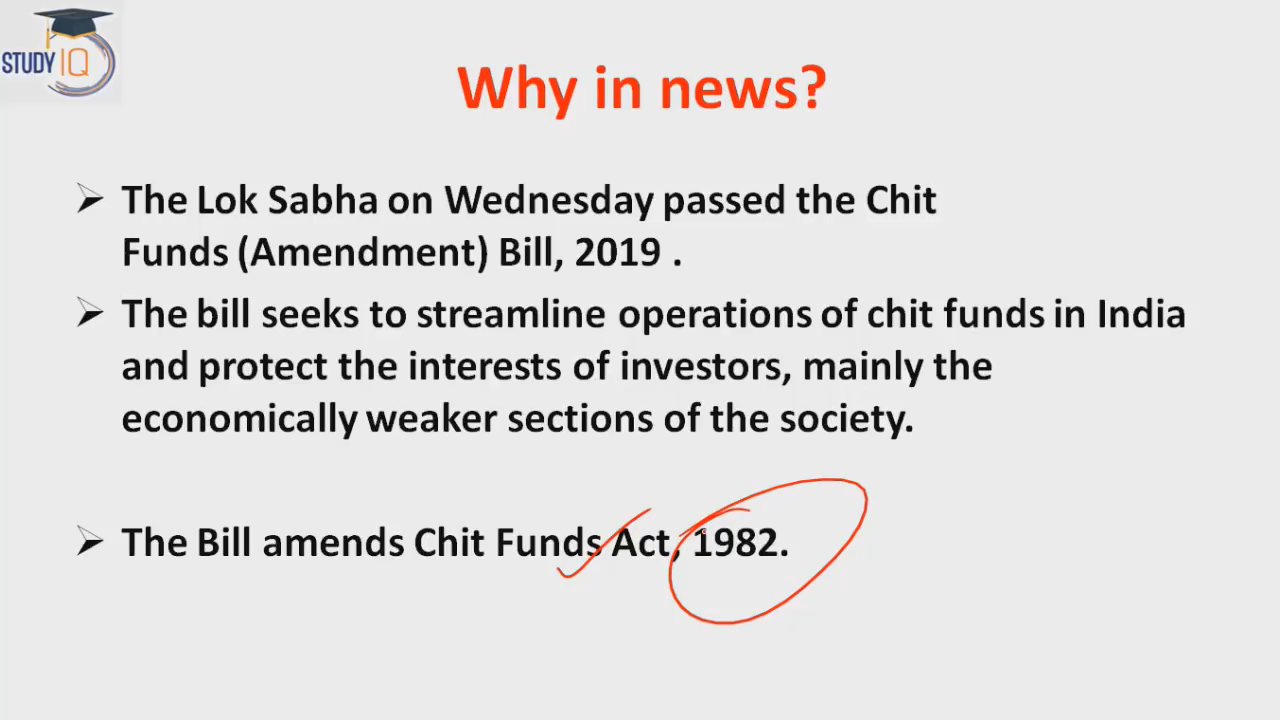 STUDY IQ
Why in news?
The Lok Sabha on Wednesday passed the Chit
Funds (Amendment) Bill, 2019 .
The bill seeks to streamline operations of chit funds in India
and protect the interests of investors, mainly the
economically weaker sections of the society.
The Bill amends Chit Funds Act, 1982.